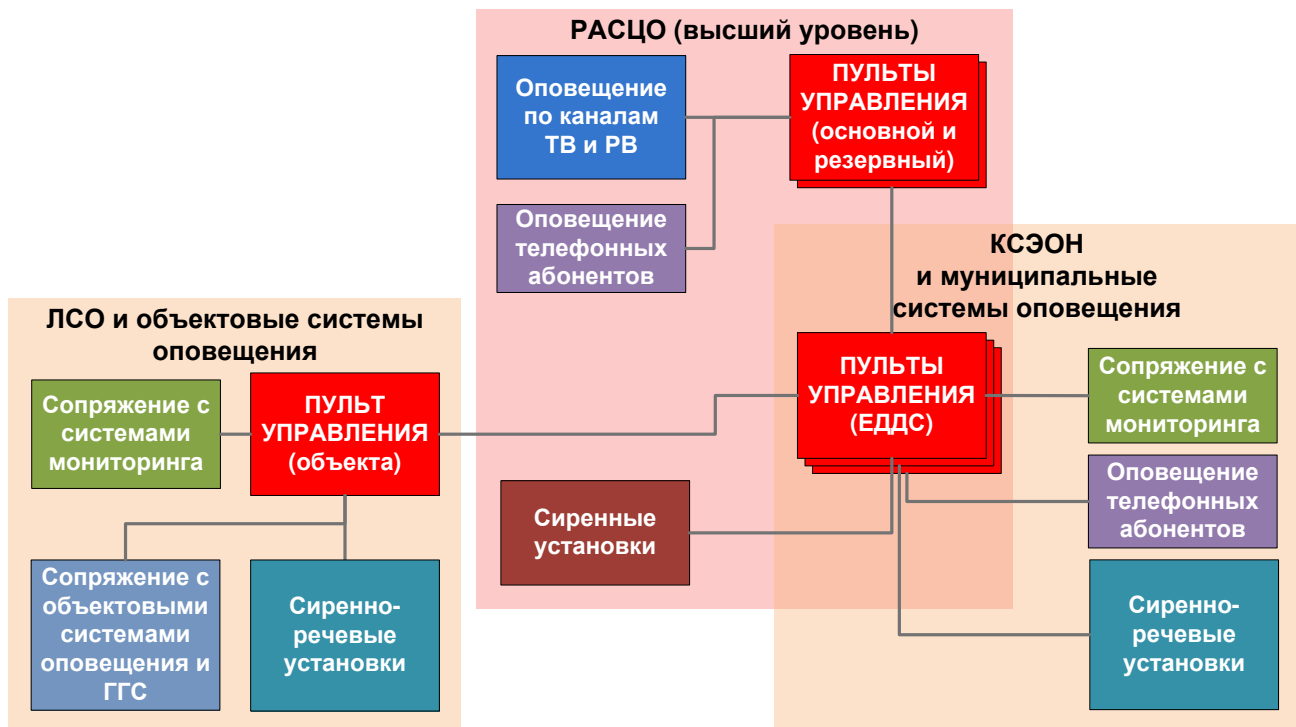 РАСЦО (высший уровень)
Оповещение
по каналам
ТВ и РВ
ПУЛЬТЫ
УПРАВЛЕНИЯ
(основной и
резервный)
Оповещение
телефонных
абонентов
КСЭОН
и муниципальные
системы оповещения
ЛСО и объектовые системы
оповещения
Сопряжение с
системами
мониторинга
ПУЛЬТ
УПРАВЛЕНИЯ
(объекта)
ПУЛЬТЫ
УПРАВЛЕНИЯ
(ЕДДС)
Сопряжение с
системами
мониторинга
Оповещение
телефонных
абонентов
Сиренные
установки
Сопряжение с
объектовыми
системами
оповещения и
ГГС
Сиренно-
речевые
установки
Сиренно-
речевые
установки